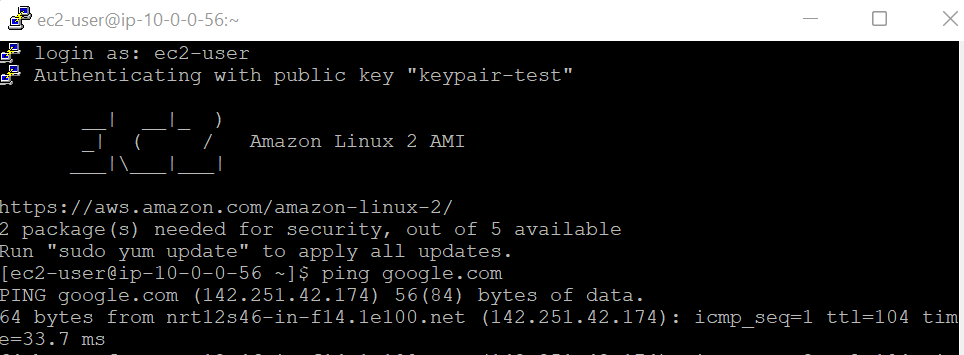 ec2-user@ip-10-0-0-56:~
login as: ec2-user
Authenticating with public key "keypair-test"
__|  __|_  )
_|  (     /   Amazon Linux 2 AMI
___|\___|___|
https://aws.amazon.com/amazon-linux-2/
2 package(s) needed for security, out of 5 available
Run "sudo yum update" to apply all updates.
[ec2-user@ip-10-0-0-56 ~]$ ping google.com
PING google.com (142.251.42.174) 56(84) bytes of data.
64 bytes from nrt12s46-in-f14.1e100.net (142.251.42.174): icmp_seq=1 ttl=104 tim
e=33.7 ms